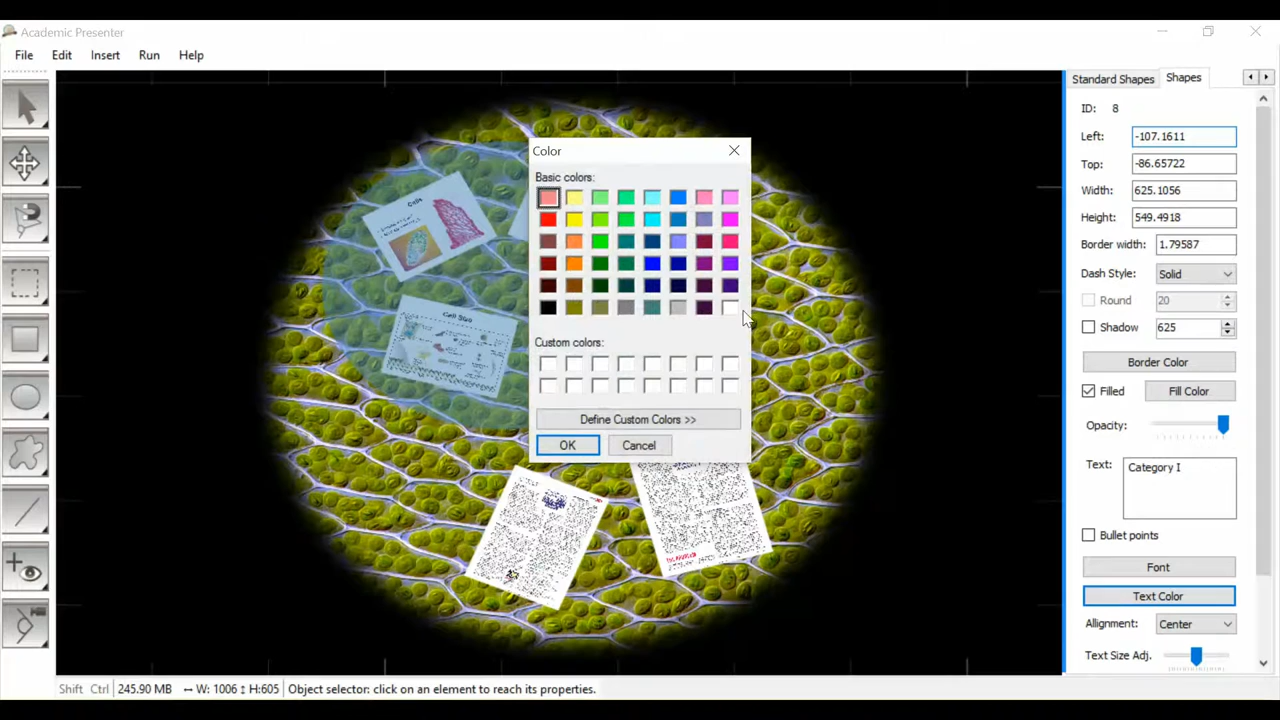 Academic Presenter
File Edit Insert Run Help
Standard Shapes Shapes
ID: 8
Left: -107.1611
Top: -86.65722
Width: 625.1056
Height: 549.4918
Border width: 1.79587
Dash Style: Solid
Round 20
Shadow 625
Border Color
Filled Fill Color
Opacity:
Text: Category I
Bullet points
Font
Text Color
Alignment: Center
Text Size Adj.
Color
Basic colors:
Custom colors:
Define Custom Colors >>
OK Cancel
Cells
Cell Size
Shift Ctrl 245.90 MB W: 1006 H:605 Object selector: click on an element to reach its properties.